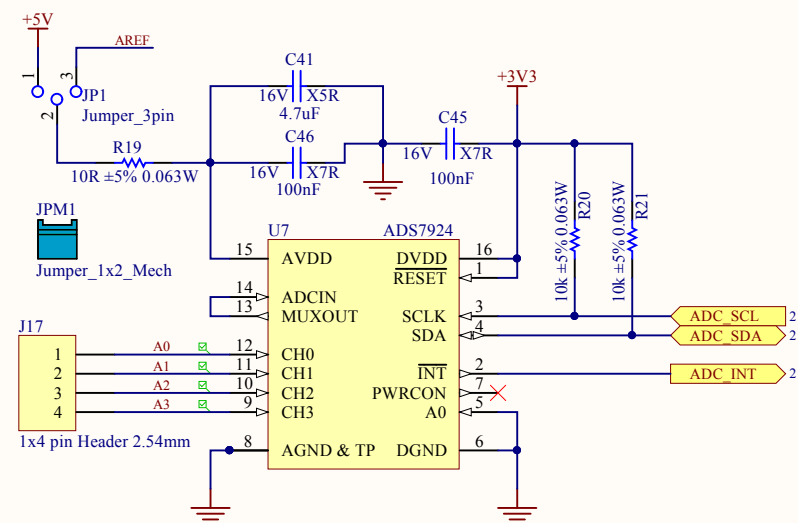 +5V
AREF
1
3
2
JP1
Jumper_3pin
R19
10R ±5% 0.063W
C41
16V X5R
4.7uF
C46
16V X7R
100nF
C45
16V X7R
100nF
+3V3
10k ±5% 0.063W
R20
10k ±5% 0.063W
R21
JPM1
Jumper_1x2_Mech
U7 ADS7924
15 AVDD DVDD 16
RESET 1
14 ADCIN
13 MUXOUT SCLK 3
SDA 4
12 CH0
11 CH1 INT 2
10 CH2 PWRCON 7
9 CH3 A0 5
8 AGND & TP DGND 6
ADC_SCL 2
ADC_SDA 2
ADC_INT 2
J17
1 A0
2 A1
3 A2
4 A3
1x4 pin Header 2.54mm